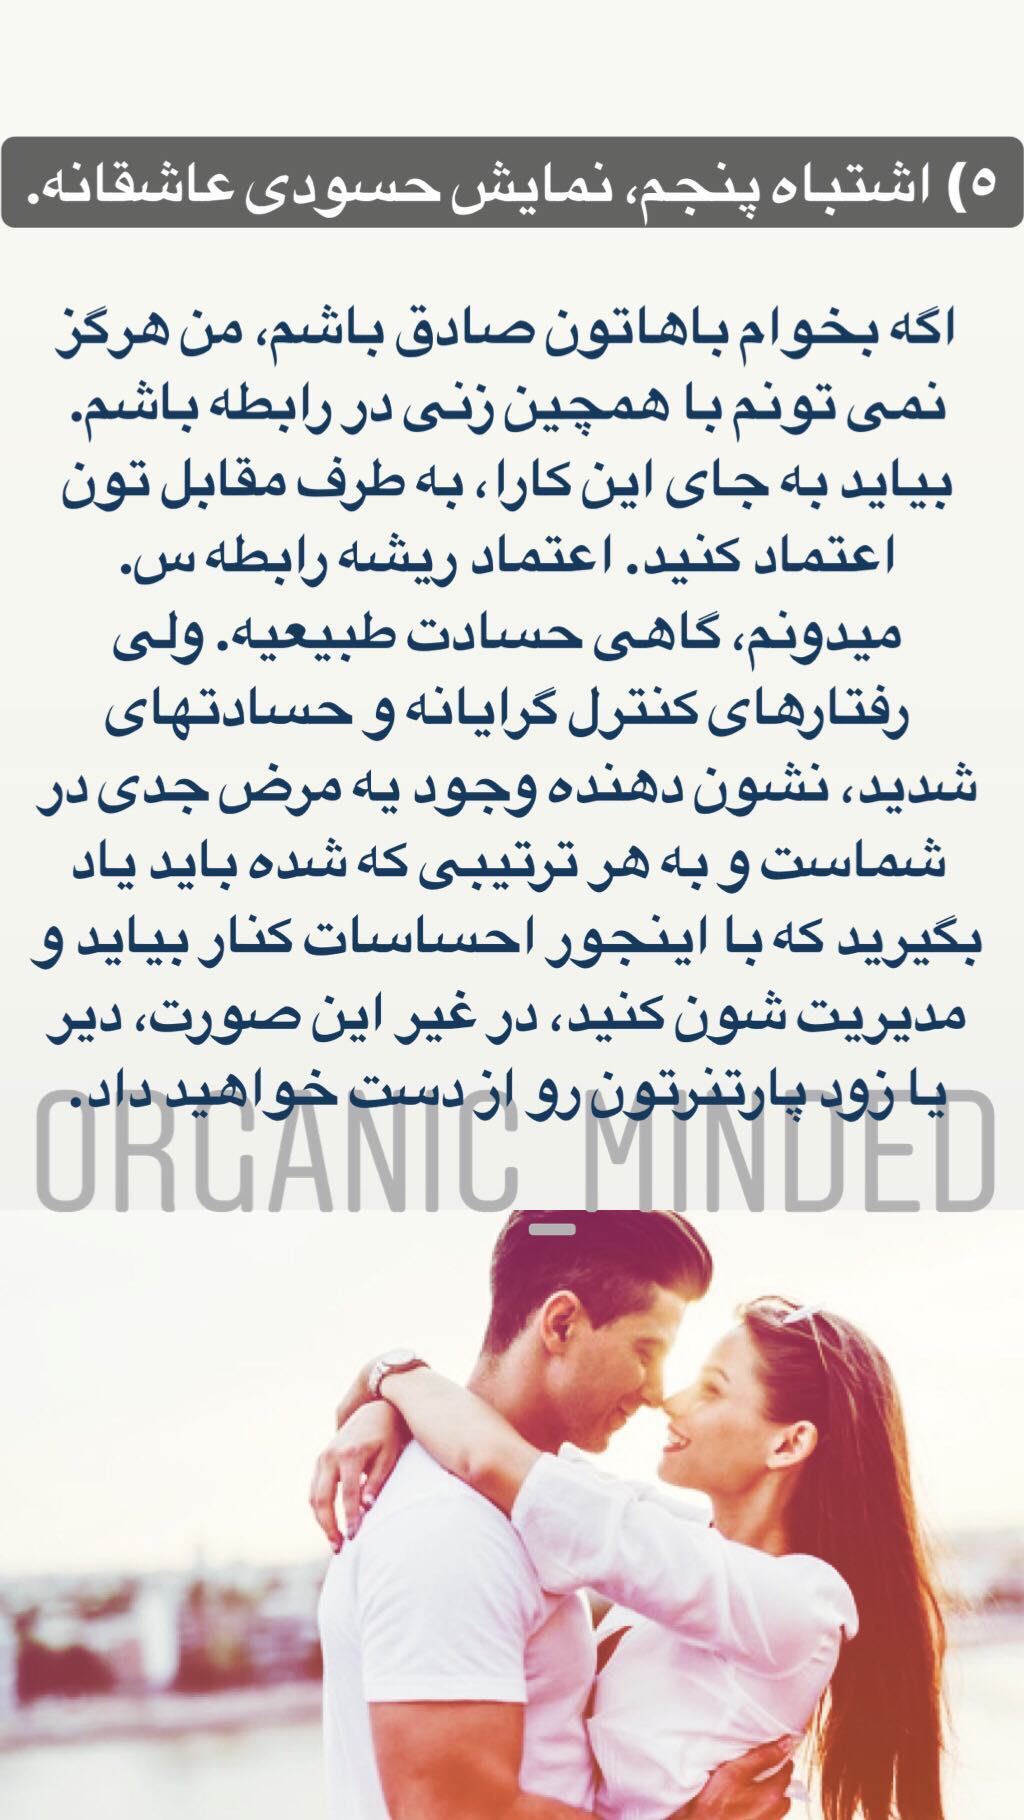 ۵) اشتباه پنجم، نمایش حسودی عاشقانه.
اگه بخوام باهاتون صادق باشم، من هرگز
نمی تونم با همچین زنی در رابطه باشم.
بیاید به جای این کارا، به طرف مقابل تون
اعتماد کنید. اعتماد ریشه رابطه س.
میدونم، گاهی حسادت طبیعیه. ولی
رفتارهای کنترل گرایانه و حسادتهای
شدید، نشون دهنده وجود یه مرض جدی در
شماست و به هر ترتیبی که شده باید یاد
بگیرید که با اینجور احساسات کنار بیاید و
مدیریت شون کنید، در غیر این صورت، دیر
یا زود پارتنرتون رو از دست خواهید داد.
ORGANIC MINDED